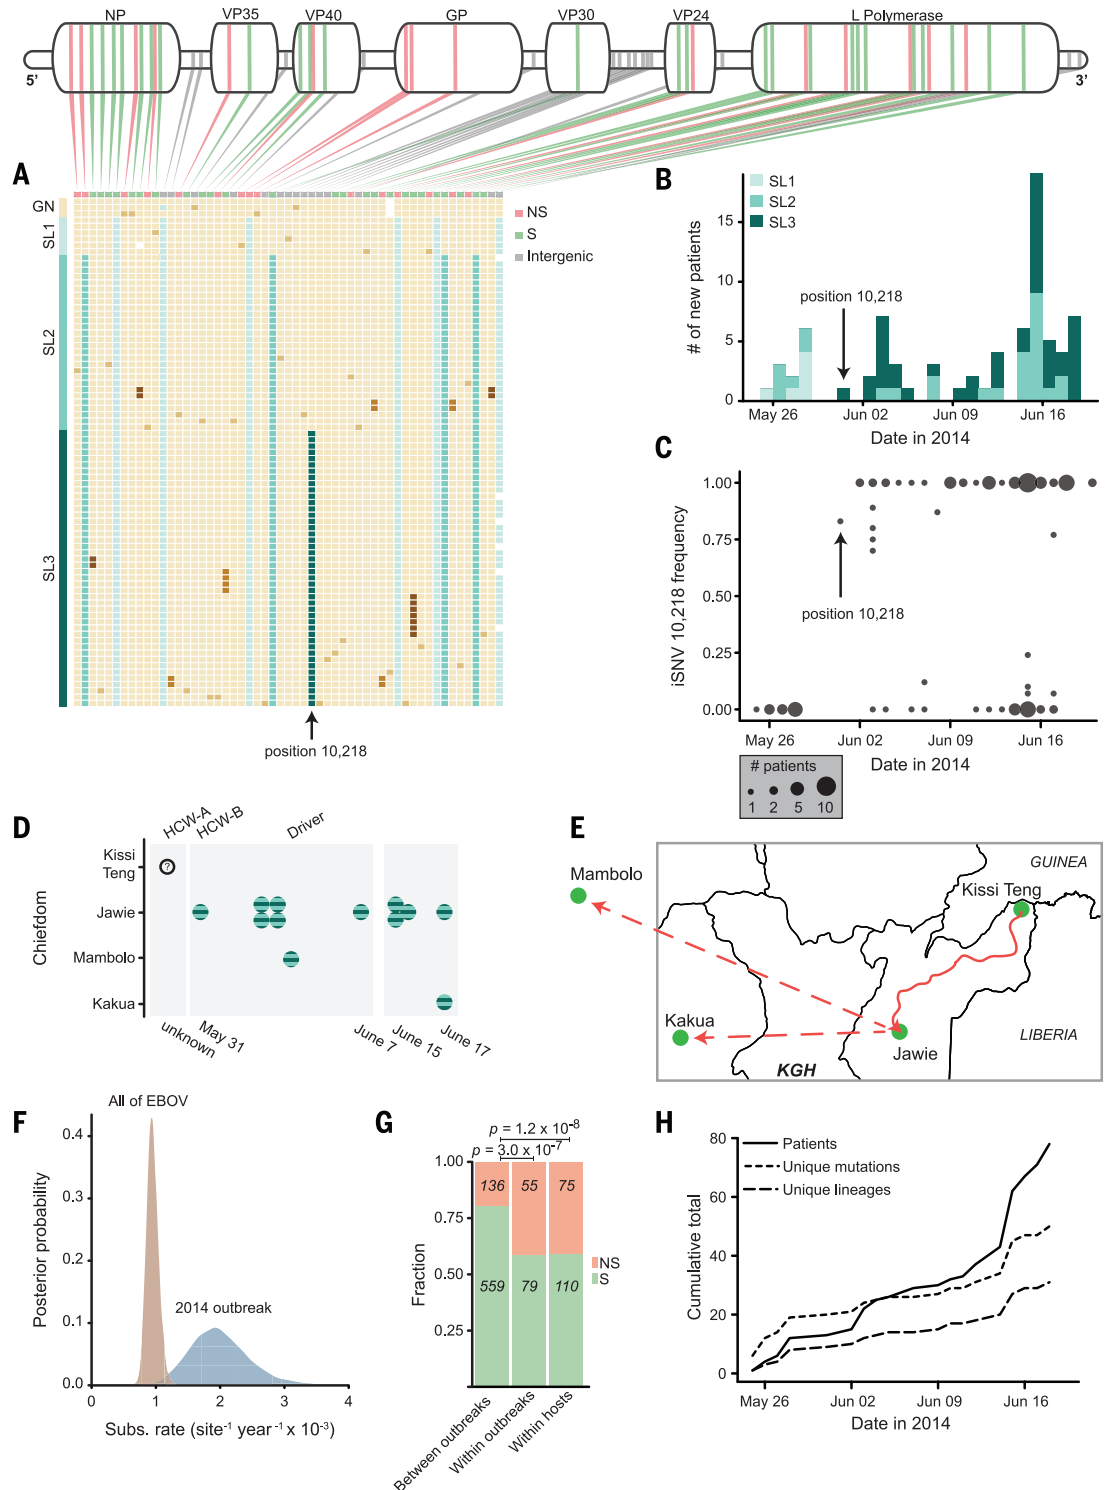 NP VP35 VP40 GP VP30 VP24 L Polymerase
5' 3'
A
GN
SL1
SL2
SL3
NS
S
Intergenic
position 10,218
B
SL1
SL2
SL3
# of new patients
15
10
5
0
position 10,218
May 26 Jun 02 Jun 09 Jun 16
Date in 2014
C
iSNV 10,218 frequency
1.00
0.75
0.50
0.25
0.00
position 10,218
May 26 Jun 02 Jun 09 Jun 16
Date in 2014
# patients
1 2 5 10
D
HCW-A
HCW-B
Driver
Chiefdom
Kissi
Teng
?
Jawie
Mambolo
Kakua
unknown
May 31
June 7
June 15
June 17
E
Mambolo
GUINEA
Kissi Teng
Kakua
LIBERIA
Jawie
KGH
F
All of EBOV
Posterior probability
0.4
0.3
0.2
0.1
0.0
2014 outbreak
0 1 2 3 4
Subs. rate (site⁻¹ year⁻¹ x 10⁻³)
G
p = 1.2 x 10⁻⁸
p = 3.0 x 10⁻⁷
Fraction
1.00
0.75
0.50
0.25
136 55 75
559 79 110
NS
S
Between outbreaks
Within outbreaks
Within hosts
H
Patients
Unique mutations
Unique lineages
Cumulative total
80
60
40
20
0
May 26 Jun 02 Jun 09 Jun 16
Date in 2014